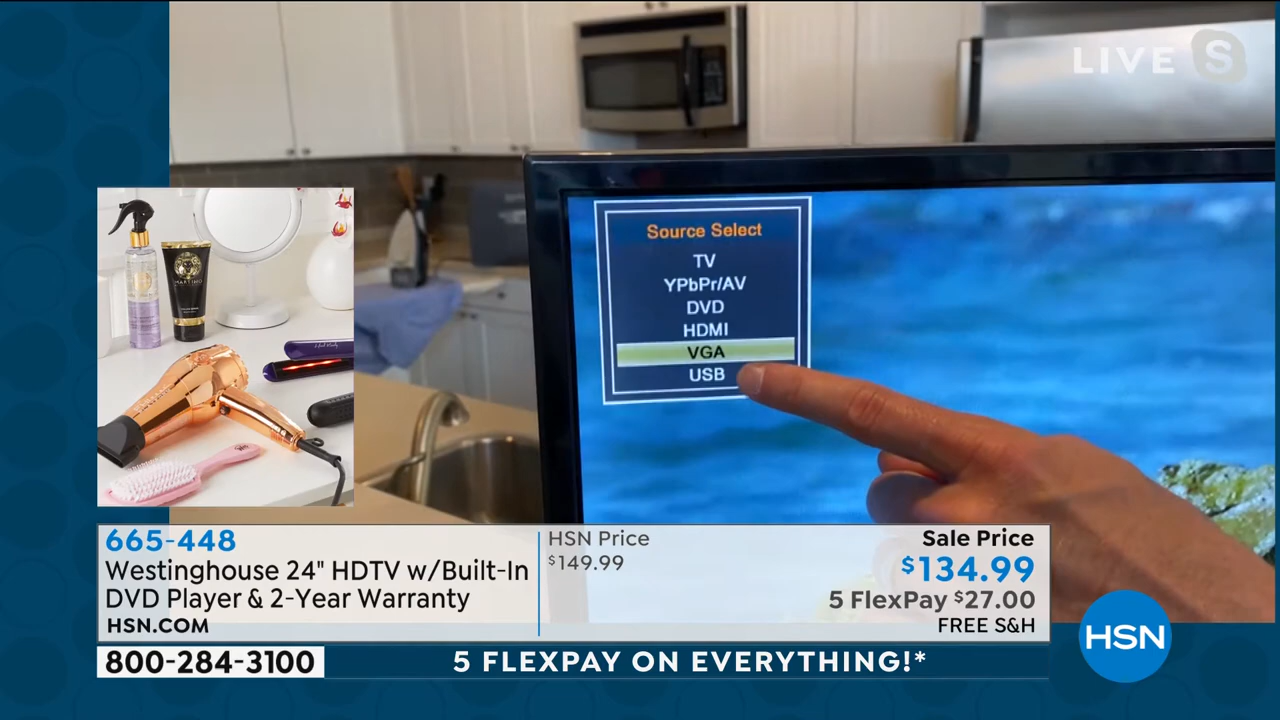 LIVE S
Source Select
TV
YPbPr/AV
DVD
HDMI
VGA
USB
665-448
Westinghouse 24" HDTV w/Built-In
DVD Player & 2-Year Warranty
HSN.COM
HSN Price
$149.99
Sale Price
$134.99
5 FlexPay $27.00
FREE S&H
HSN
800-284-3100
5 FLEXPAY ON EVERYTHING!*